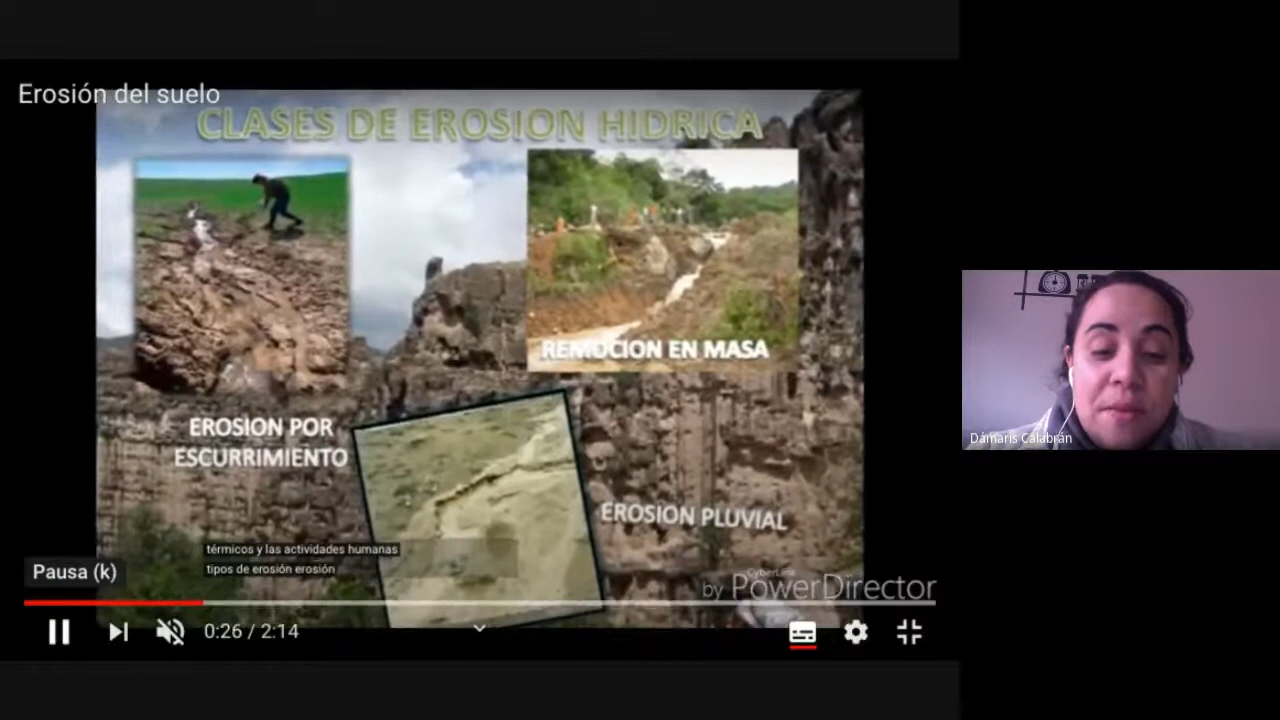 Erosión del suelo
CLASES DE EROSION HIDRICA
REMOCION EN MASA
EROSION POR
ESCURRIMIENTO
EROSION PLUVIAL
térmicos y las actividades humanas
tipos de erosión erosión
Pausa (k)
CyberLink
by PowerDirector
0:26 / 2:14
Dámaris Calabrán